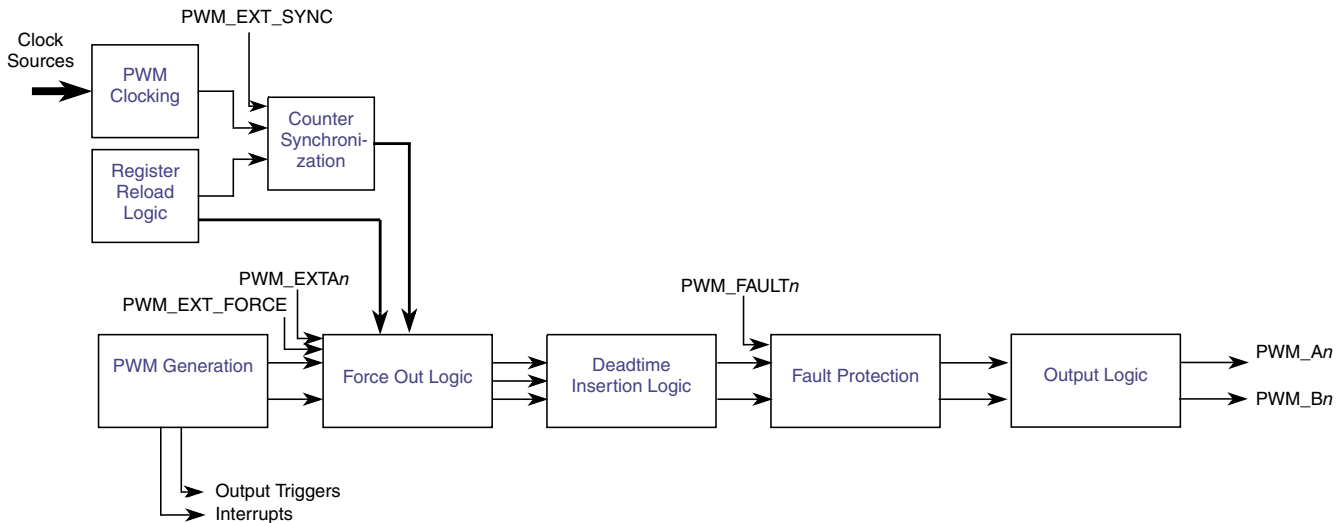 PWM_EXT_SYNC
Clock
Sources
PWM
Clocking
Counter
Synchroni-
zation
Register
Reload
Logic
PWM_EXTAn
PWM_EXT_FORCE
PWM_FAULTn
PWM Generation
Force Out Logic
Deadtime
Insertion Logic
Fault Protection
Output Logic
PWM_An
PWM_Bn
Output Triggers
Interrupts